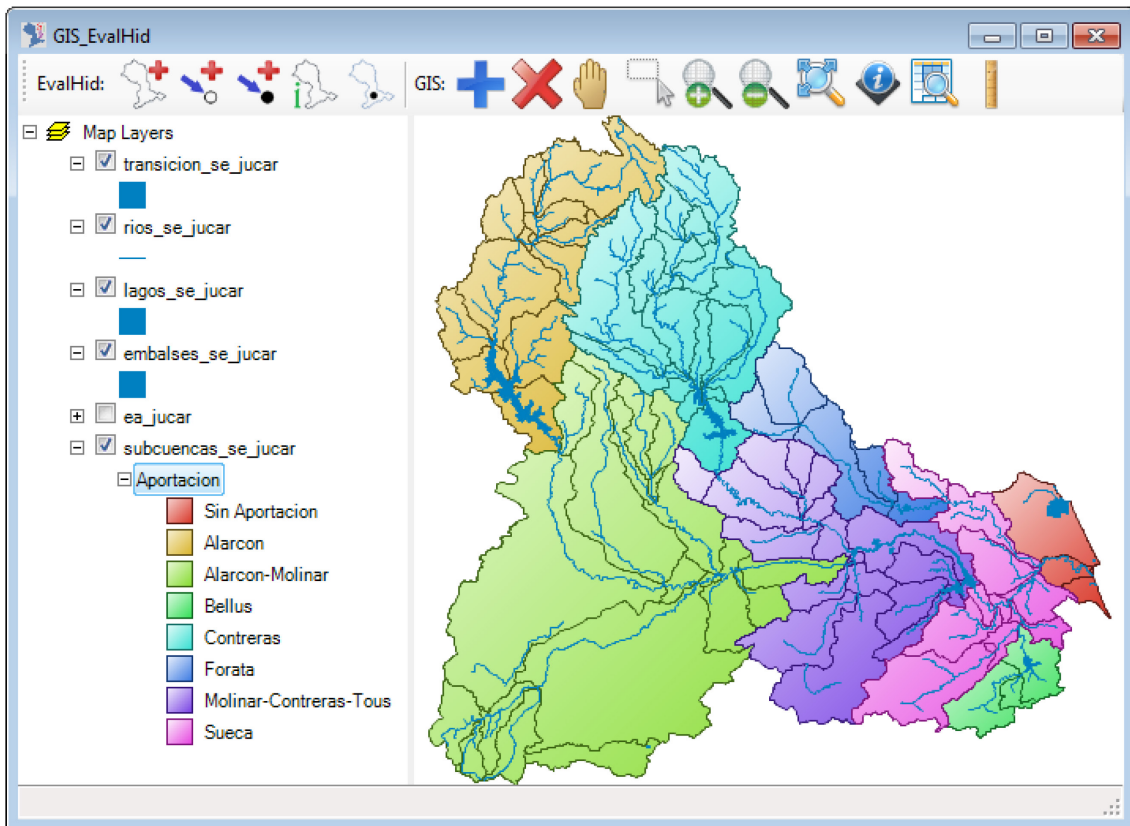 GIS_EvalHid
EvalHid:
GIS:
Map Layers
transicion_se_jucar
rios_se_jucar
lagos_se_jucar
embalses_se_jucar
ea_jucar
subcuencas_se_jucar
Aportacion
Sin Aportacion
Alarcon
Alarcon-Molinar
Bellus
Contreras
Forata
Molinar-Contreras-Tous
Sueca